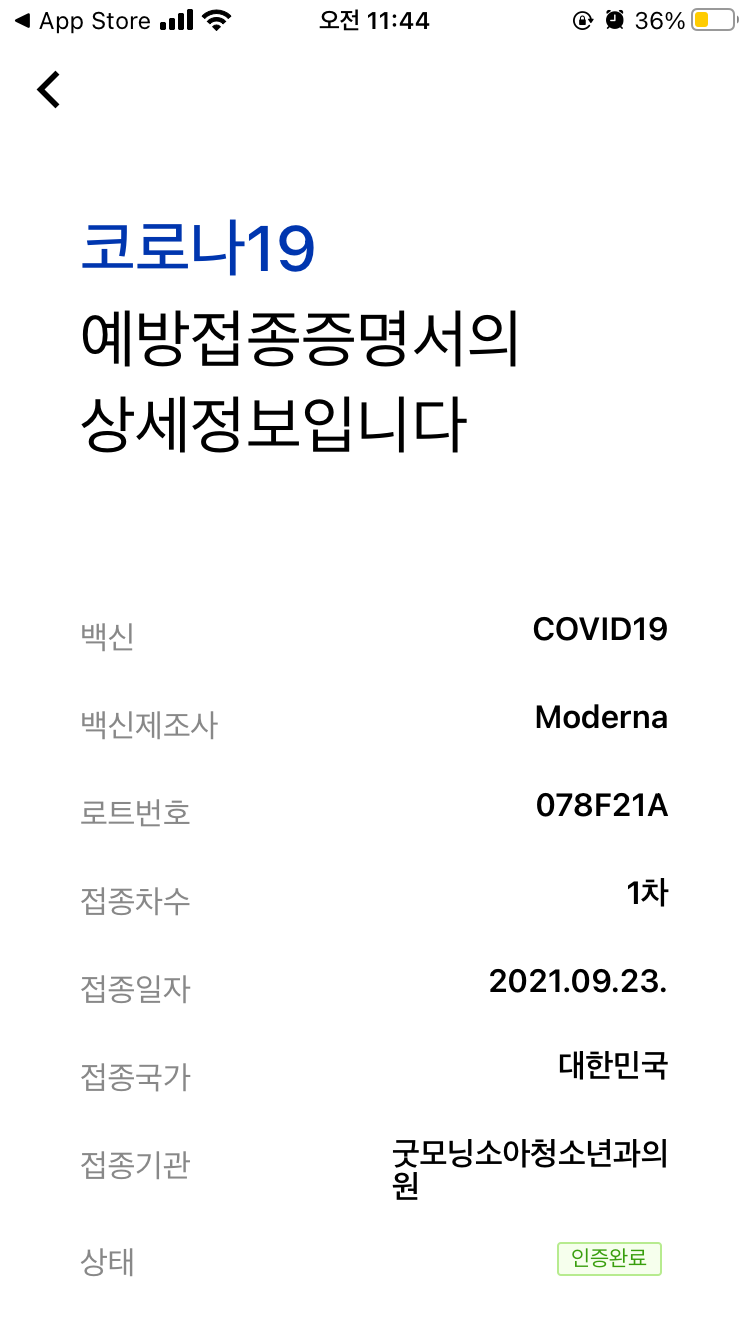 App Store
오전 11:44
36%
코로나19
예방접종증명서의
상세정보입니다
백신 COVID19
백신제조사 Moderna
로트번호 078F21A
접종차수 1차
접종일자 2021.09.23.
접종국가 대한민국
접종기관 굿모닝소아청소년과의
원
상태 인증완료